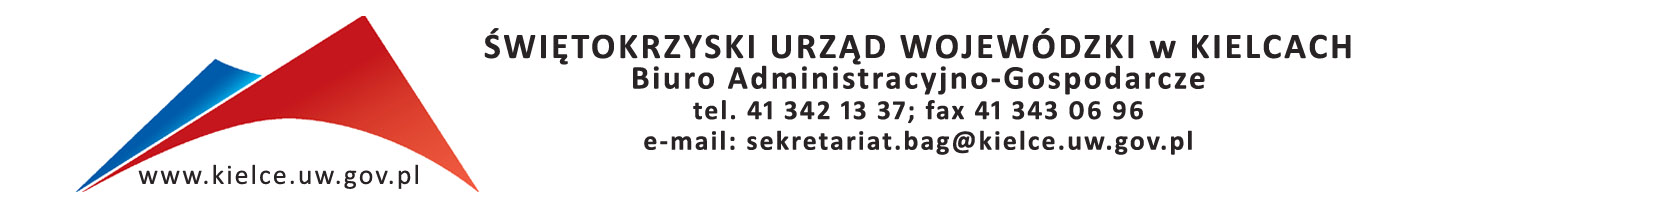 ŚWIĘTOKRZYSKI URZĄD WOJEWÓDZKI w KIELCACH
Biuro Administracyjno-Gospodarcze
tel. 41 342 13 37; fax 41 343 06 96
e-mail: sekretariat.bag@kielce.uw.gov.pl
www.kielce.uw.gov.pl